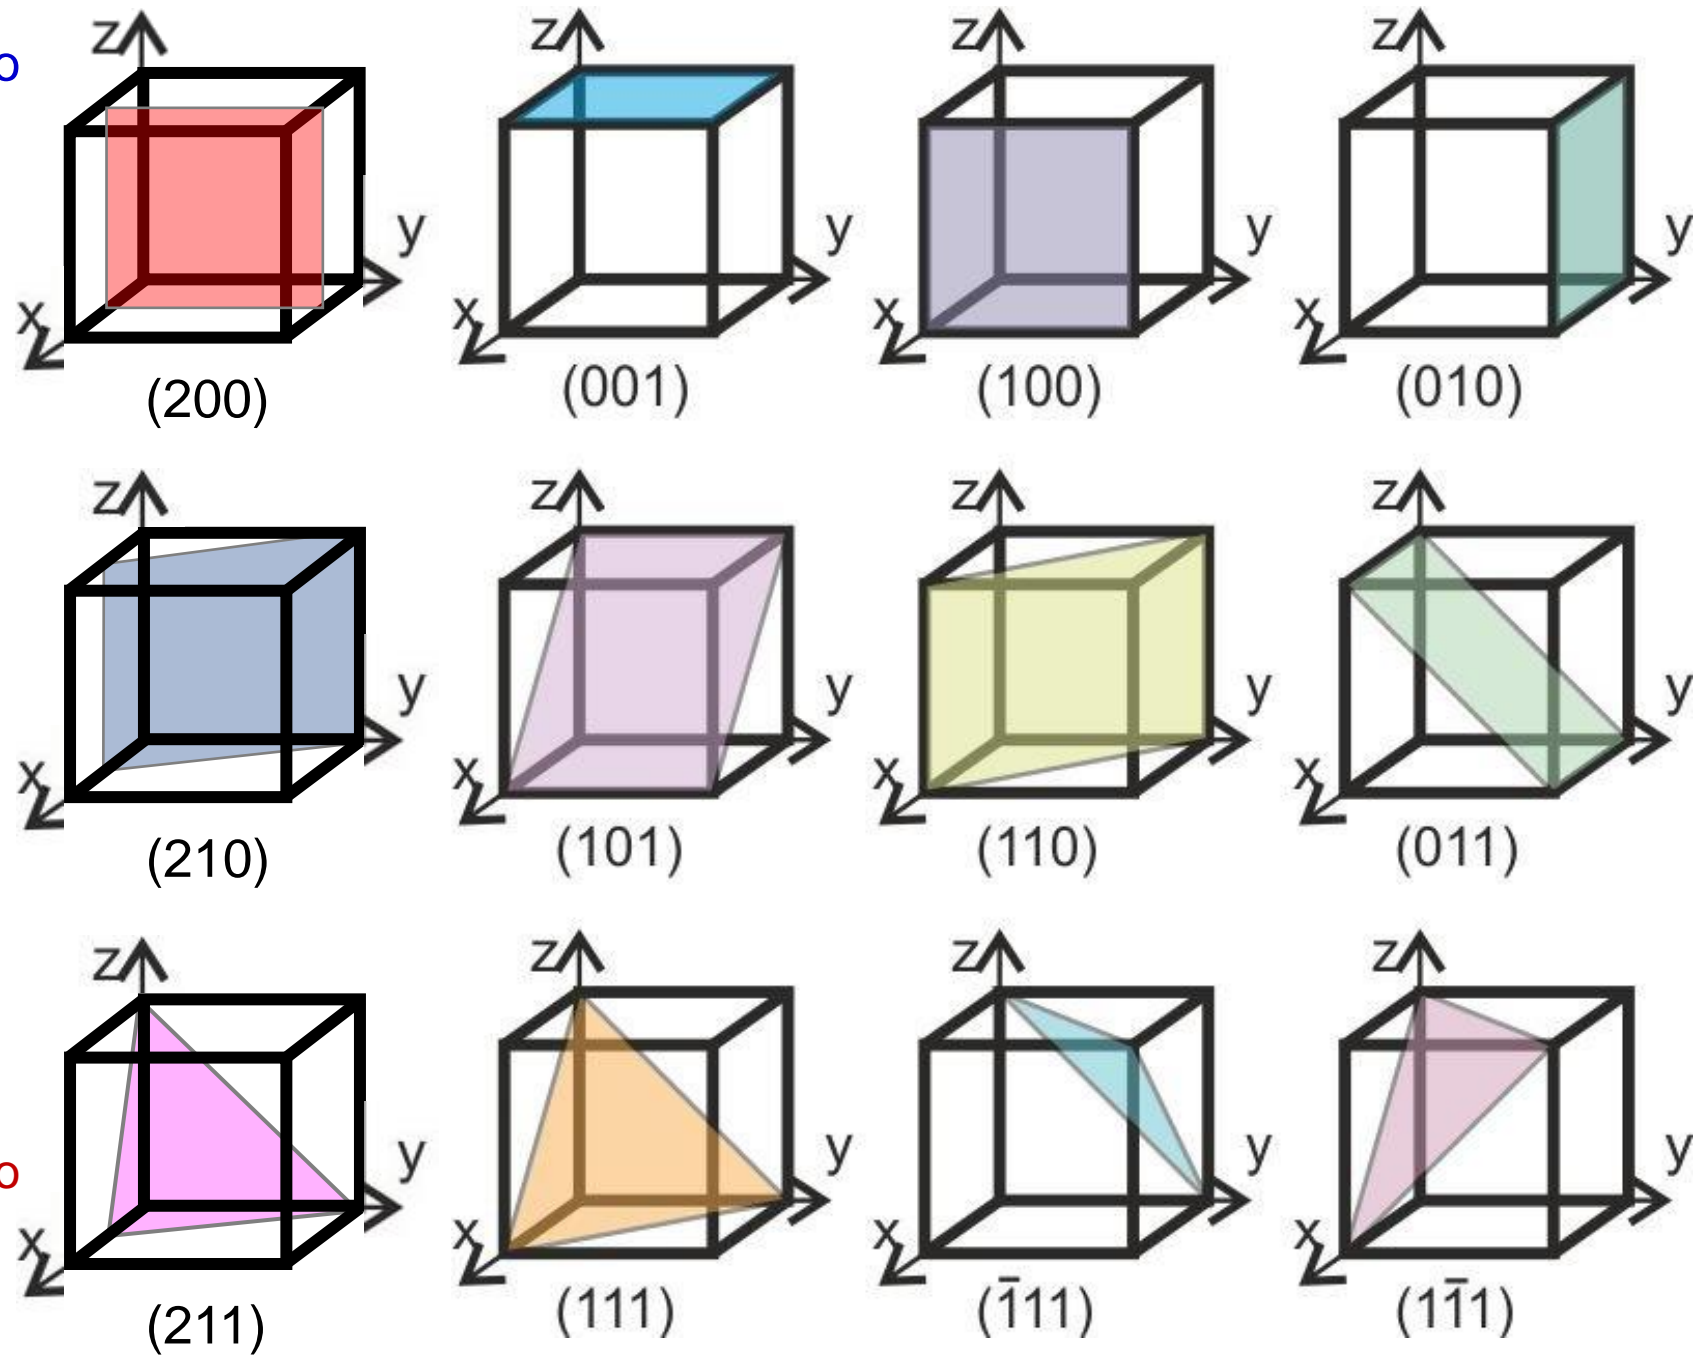 z z z z
o
y y y y
x x x x
(200) (001) (100) (010)
z z z z
y y y y
x x x x
(210) (101) (110) (011)
z z z z
y y y y
o
x x x x
(211) (111) (1̄11) (11̄1)